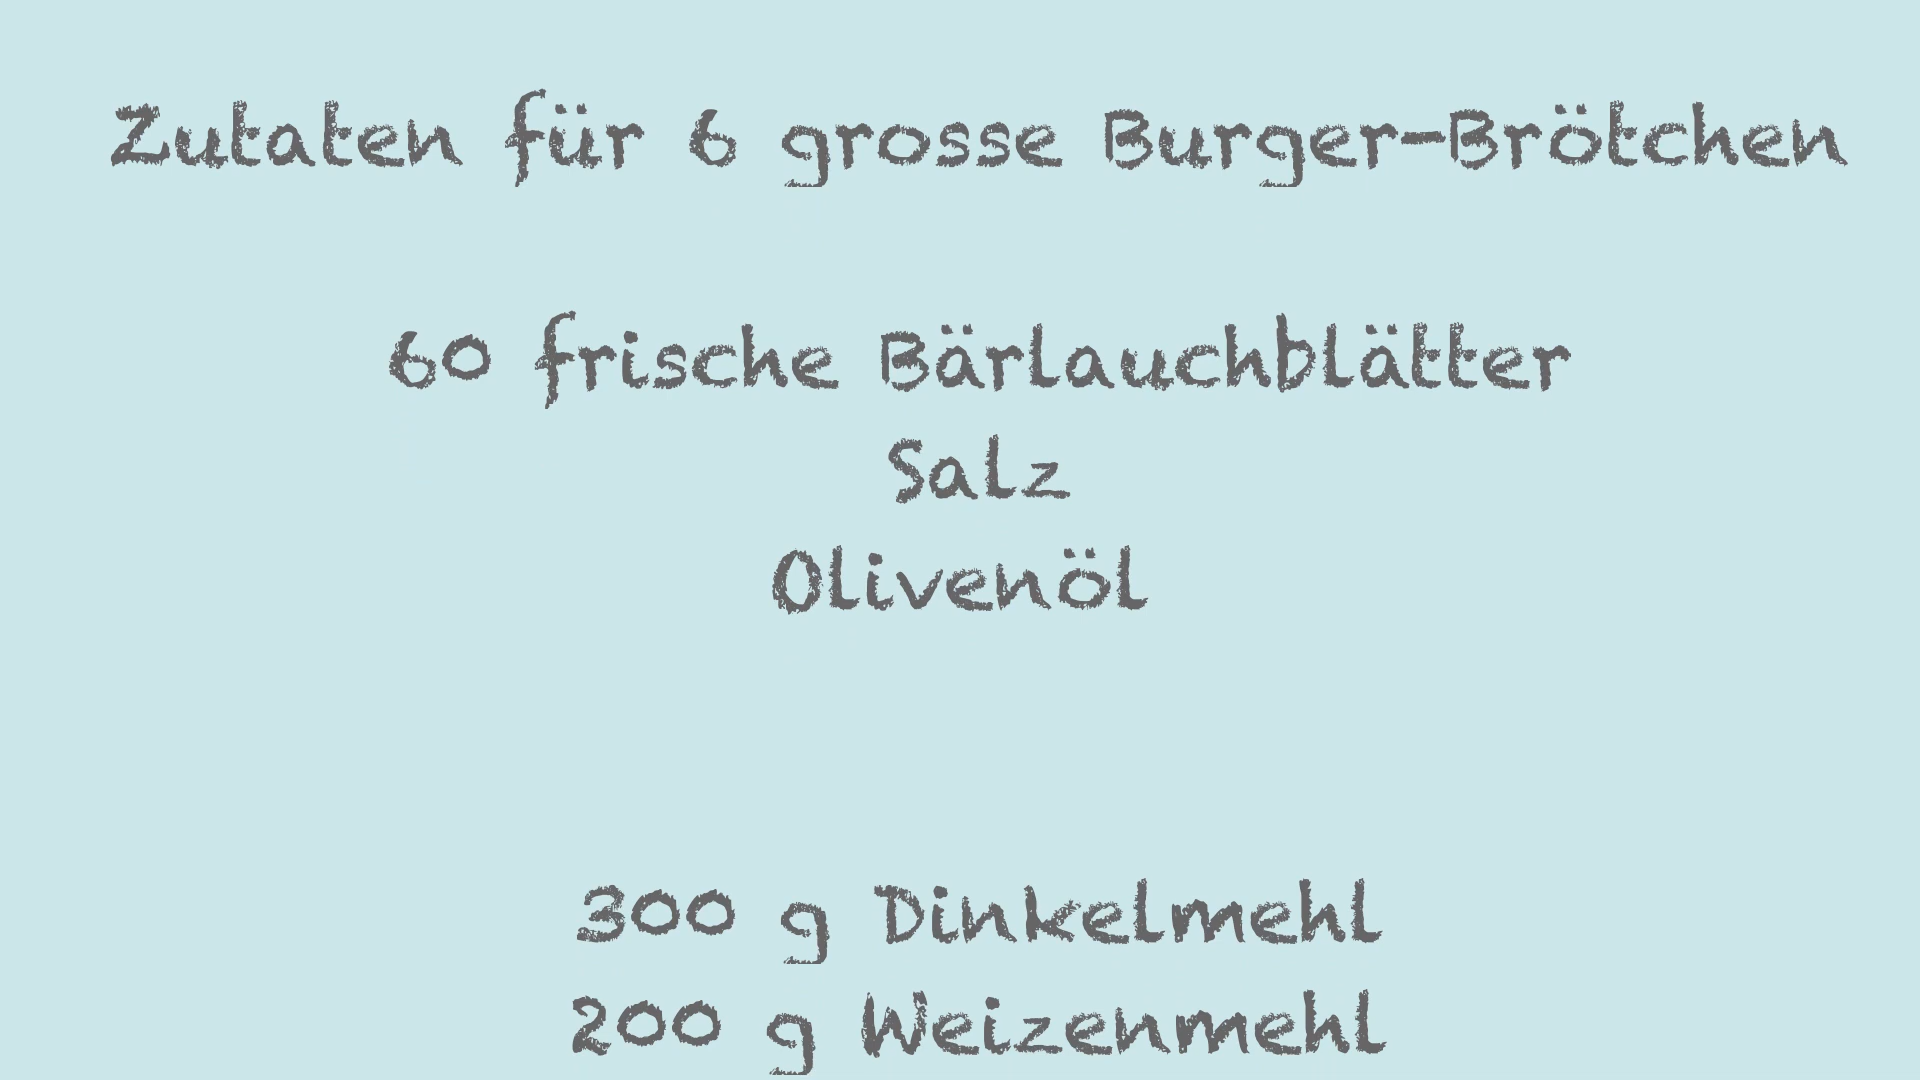 Zutaten für 6 grosse Burger-Brötchen
60 frische Bärlauchblätter
Salz
Olivenöl
300 g Dinkelmehl
200 g Weizenmehl